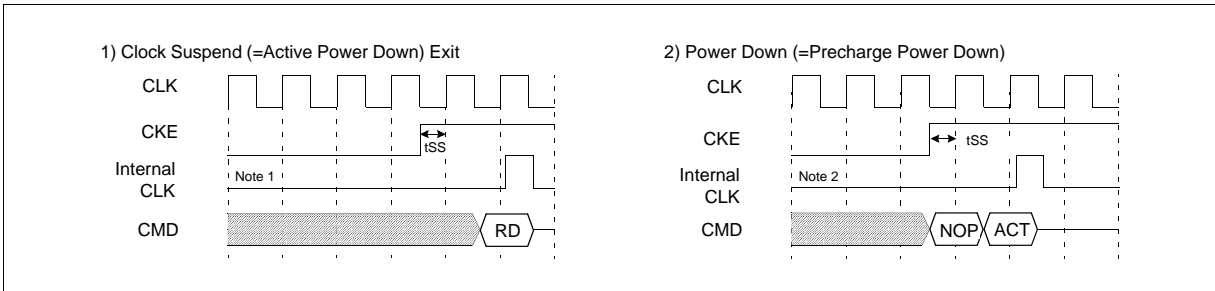 1) Clock Suspend (=Active Power Down) Exit
CLK
CKE
tSS
Internal
CLK
Note 1
CMD
RD
2) Power Down (=Precharge Power Down)
CLK
CKE
tSS
Internal
CLK
Note 2
CMD
NOP
ACT